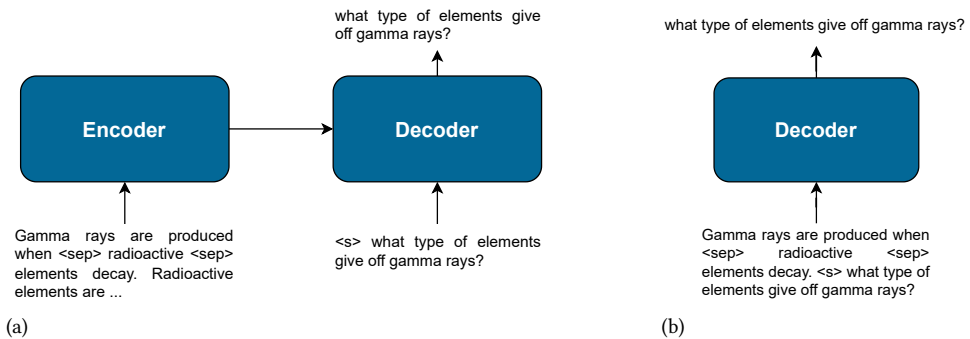 what type of elements give
off gamma rays?
Encoder
Decoder
Gamma rays are produced
when <sep> radioactive <sep>
elements decay. Radioactive
elements are ...
<s> what type of elements
give off gamma rays?
(a)
what type of elements give off gamma rays?
Decoder
Gamma rays are produced when
<sep> radioactive <sep>
elements decay. <s> what type of
elements give off gamma rays?
(b)